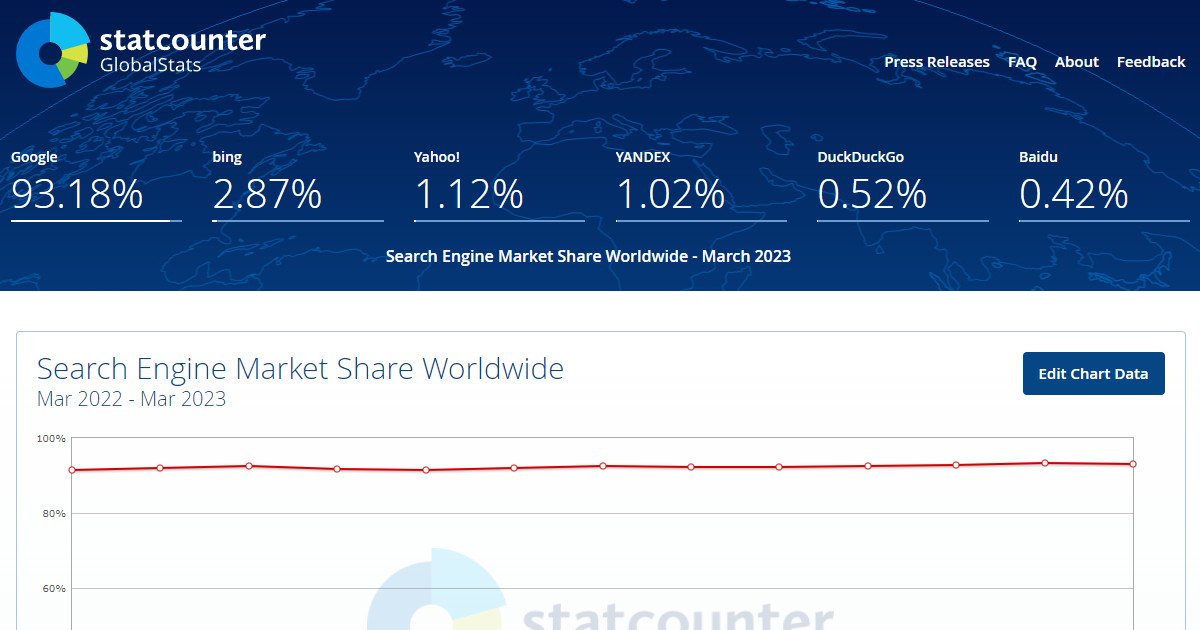 statcounter
GlobalStats
Press Releases FAQ About Feedback
Google bing Yahoo! YANDEX DuckDuckGo Baidu
93.18% 2.87% 1.12% 1.02% 0.52% 0.42%
Search Engine Market Share Worldwide - March 2023
Search Engine Market Share Worldwide
Mar 2022 - Mar 2023
Edit Chart Data
100%
80%
60%
statcounter